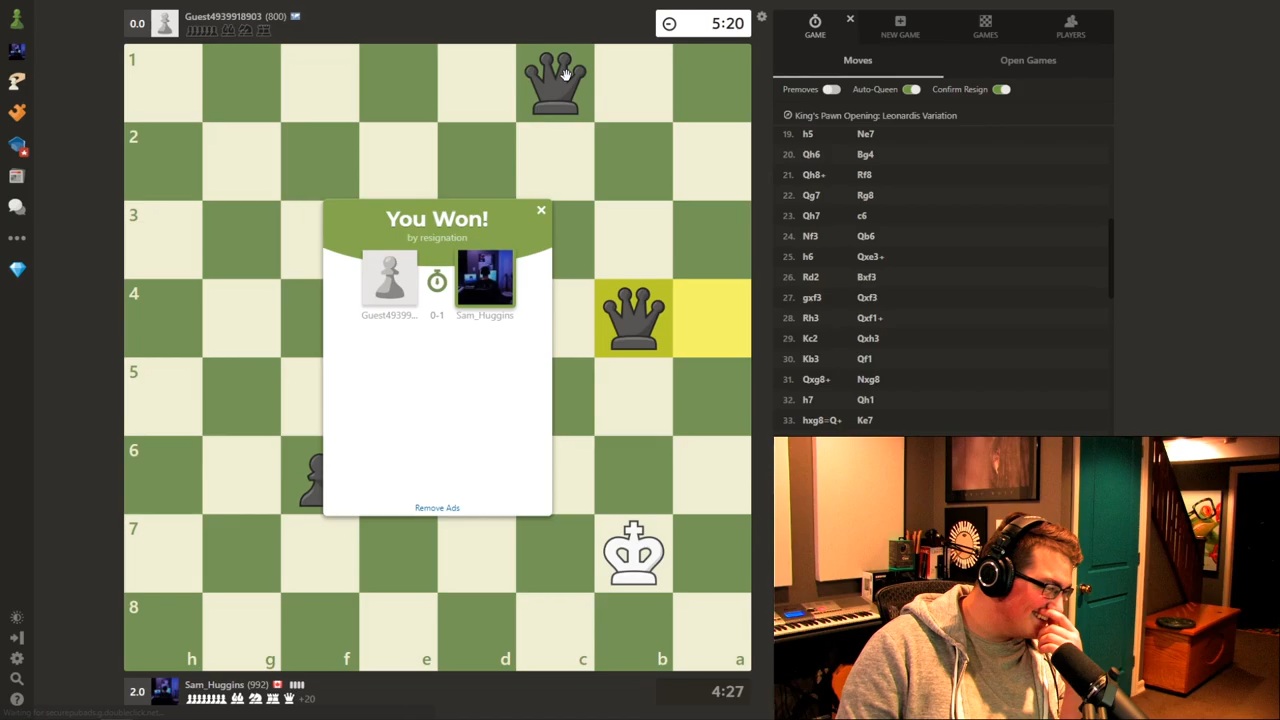 0.0 Guest4939918903 (800) 5:20
GAME NEW GAME GAMES PLAYERS
Moves Open Games
Premoves Auto-Queen Confirm Resign
King's Pawn Opening: Leonardis Variation
19. h5 Ne7
20. Qh6 Bg4
21. Qh8+ Rf8
22. Qg7 Rg8
23. Qh7 c6
24. Nf3 Qb6
25. h6 Qxe3+
26. Rd2 Bxf3
27. gxf3 Qxf3
28. Rh3 Qxf1+
29. Kc2 Qxh3
30. Kb3 Qf1
31. Qxg8+ Nxg8
32. h7 Qh1
33. hxg8=Q+ Ke7
1
2
3
4
5
6
7
8
h g f e d c b a
You Won!
by resignation
Guest49399... 0-1 Sam_Huggins
Remove Ads
2.0 Sam_Huggins (992) +20 4:27